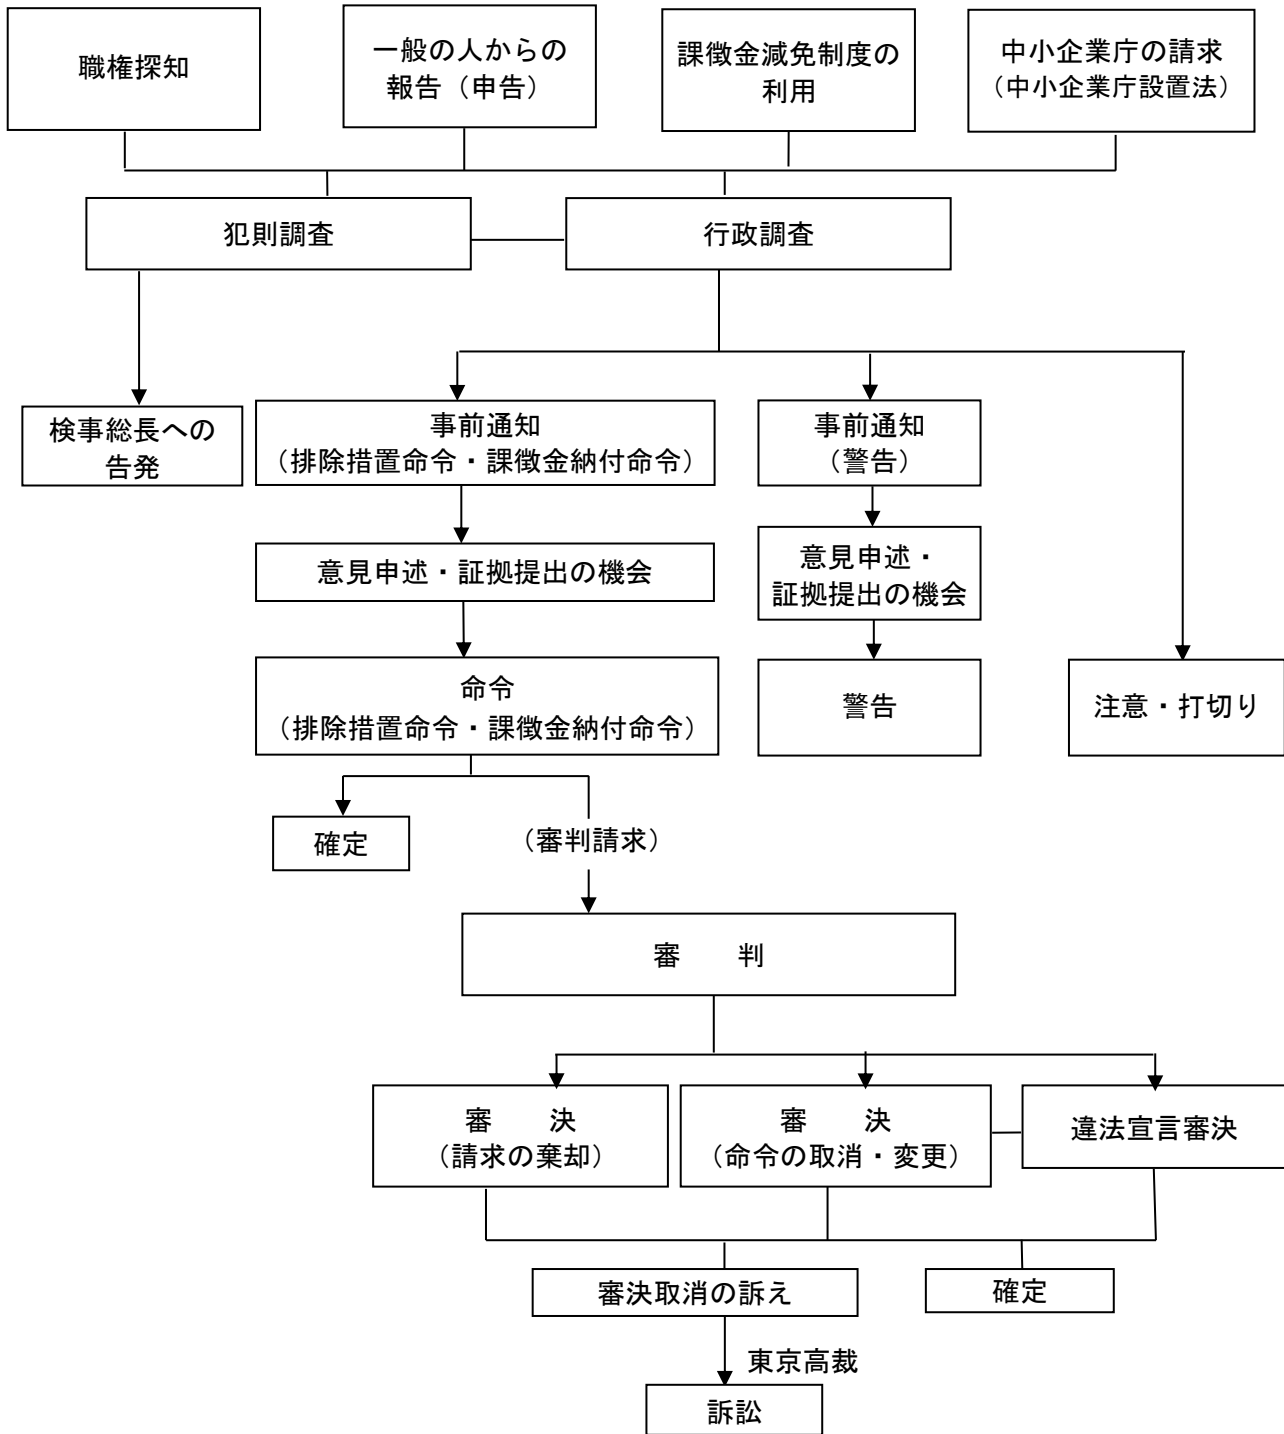 職権探知
一般の人からの
報告（申告）
課徴金減免制度の
利用
中小企業庁の請求
（中小企業庁設置法）
犯則調査
行政調査
検事総長への
告発
事前通知
（排除措置命令・課徴金納付命令）
事前通知
（警告）
意見申述・証拠提出の機会
意見申述・
証拠提出の機会
命令
（排除措置命令・課徴金納付命令）
警告
注意・打切り
確定
（審判請求）
審　　判
審　　決
（請求の棄却）
審　　決
（命令の取消・変更）
違法宣言審決
審決取消の訴え
確定
東京高裁
訴訟